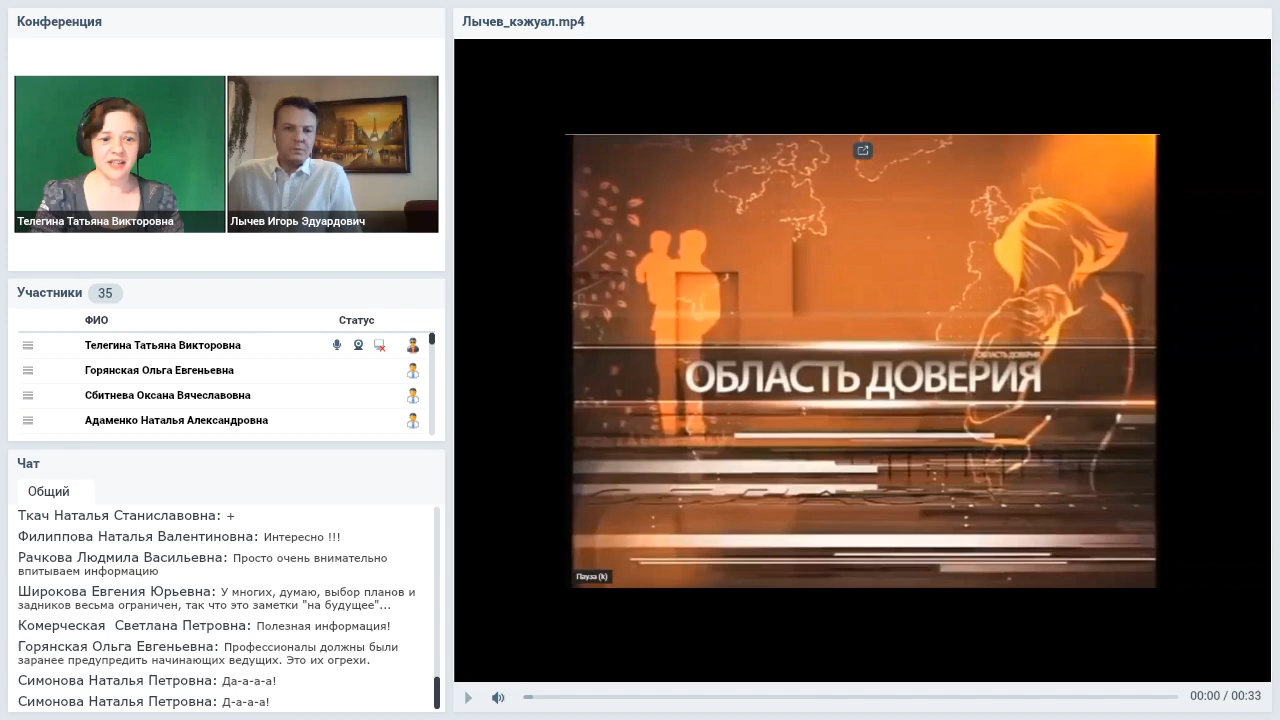 Конференция
Телегина Татьяна Викторовна
Лычев Игорь Эдуардович
Участники 35
ФИО Статус
Телегина Татьяна Викторовна
Горянская Ольга Евгеньевна
Сбитнева Оксана Вячеславовна
Адаменко Наталья Александровна
Чат
Общий
Ткач Наталья Станиславовна: +
Филиппова Наталья Валентиновна: Интересно !!!
Рачкова Людмила Васильевна: Просто очень внимательно
впитываем информацию
Широкова Евгения Юрьевна: У многих, думаю, выбор планов и
задников весьма ограничен, так что это заметки "на будущее"...
Комерческая Светлана Петровна: Полезная информация!
Горянская Ольга Евгеньевна: Профессионалы должны были
заранее предупредить начинающих ведущих. Это их огрехи.
Симонова Наталья Петровна: Да-а-а-а!
Симонова Наталья Петровна: Д-а-а-а!
Лычев_кэжуал.mp4
ОБЛАСТЬ ДОВЕРИЯ
ОБЛАСТЬ ДОВЕРИЯ
Пауза (k)
00:00 / 00:33